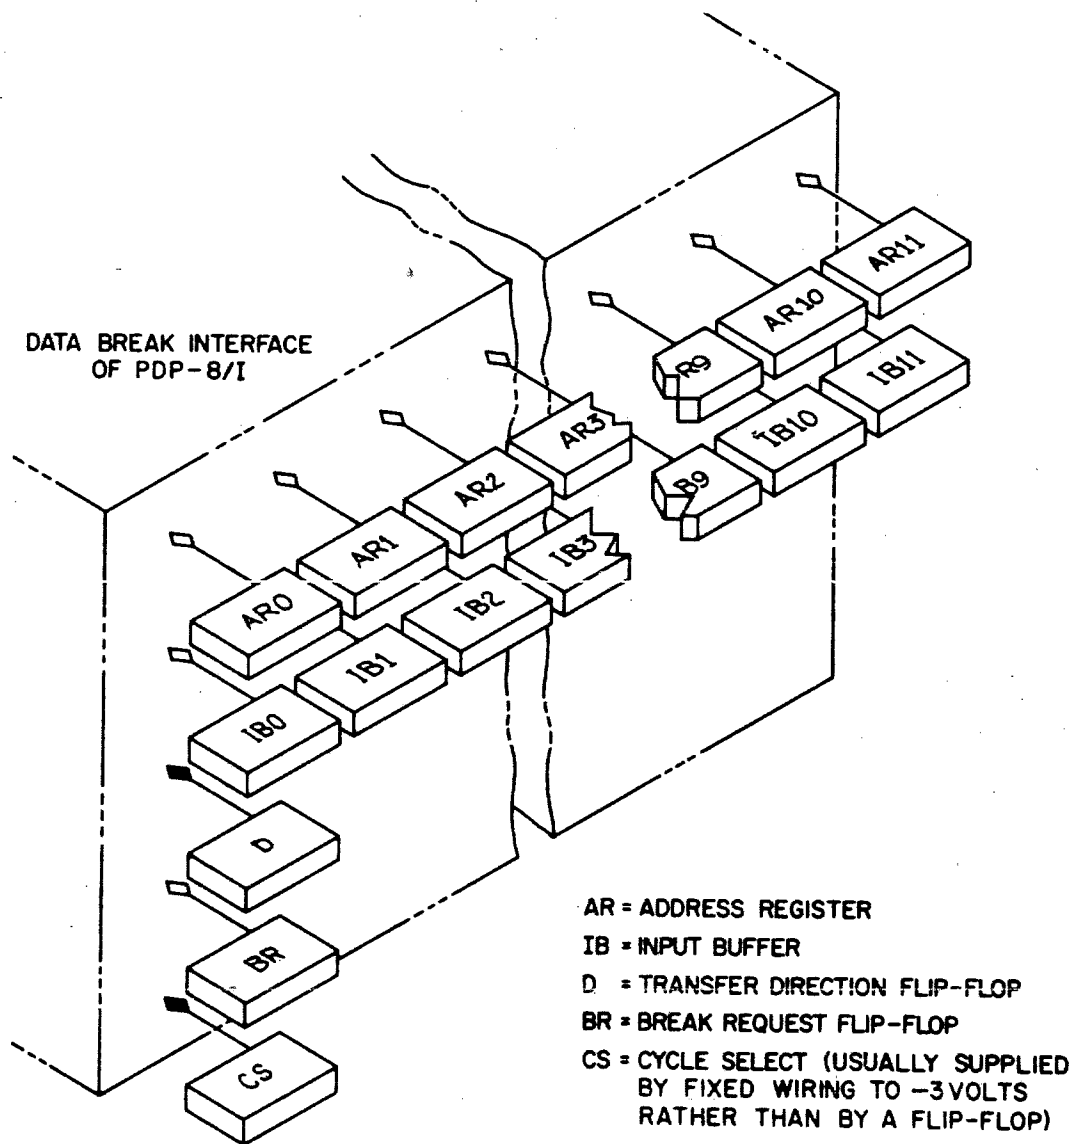 DATA BREAK INTERFACE
OF PDP-8/I
AR11
AR10
R9
AR3
AR2
AR1
AR0
IB11
IB10
B9
IB3
IB2
IB1
IB0
D
BR
CS
AR = ADDRESS REGISTER
IB = INPUT BUFFER
D = TRANSFER DIRECTION FLIP-FLOP
BR = BREAK REQUEST FLIP-FLOP
CS = CYCLE SELECT (USUALLY SUPPLIED
BY FIXED WIRING TO -3 VOLTS
RATHER THAN BY A FLIP-FLOP)